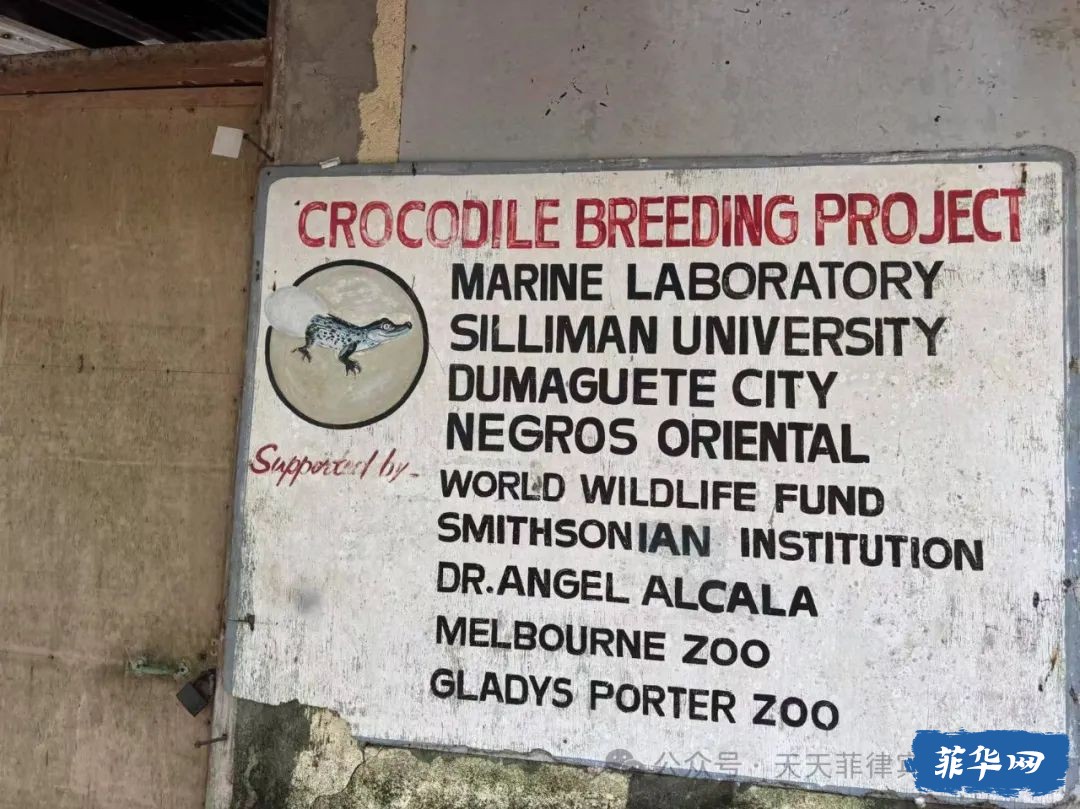 CROCODILE BREEDING PROJECT
MARINE LABORATORY
SILLIMAN UNIVERSITY
DUMAGUETE CITY
NEGROS ORIENTAL
Supported by-
WORLD WILDLIFE FUND
SMITHSONIAN INSTITUTION
DR. ANGEL ALCALA
MELBOURNE ZOO
GLADYS PORTER ZOO
公众号·天天菲律
菲华网